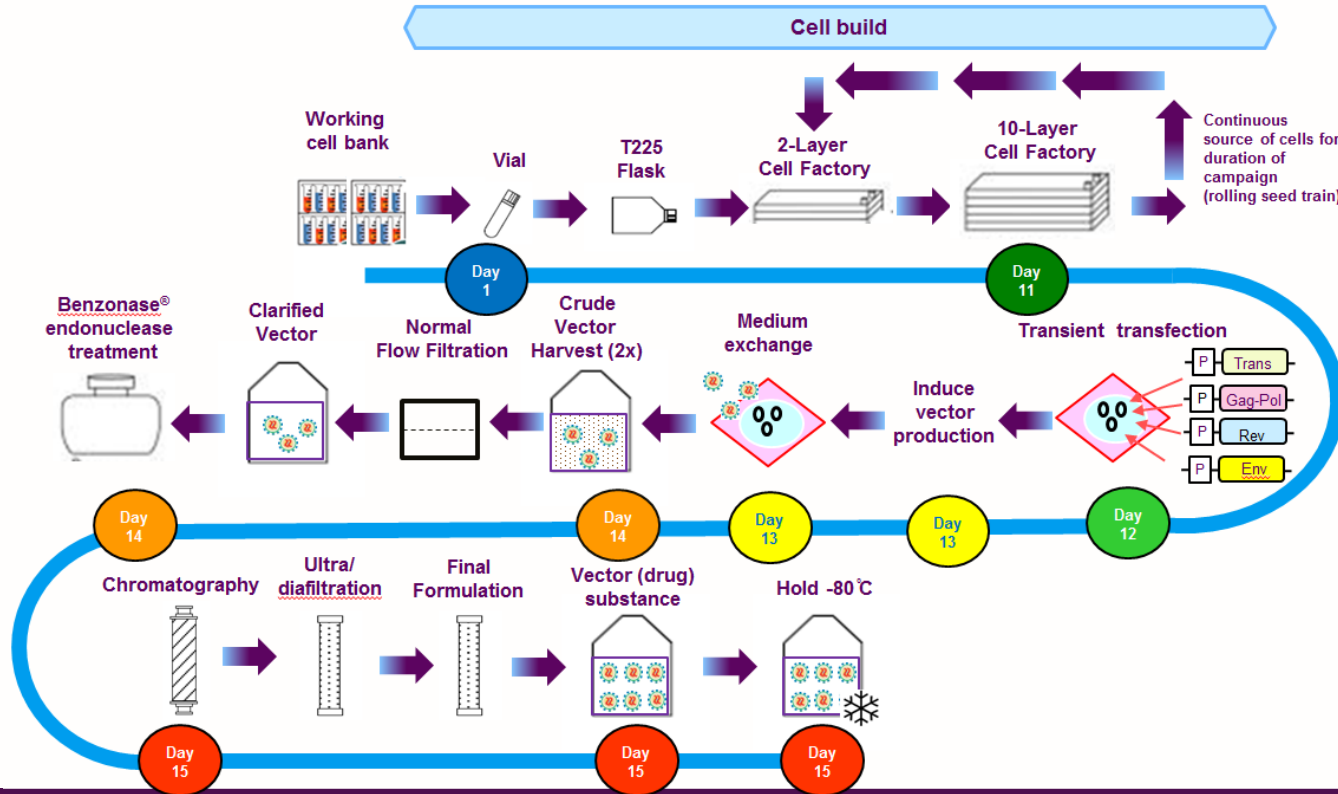 Cell build
Working
cell bank
Vial
T225
Flask
2-Layer
Cell Factory
10-Layer
Cell Factory
Continuous
source of cells for
duration of
campaign
(rolling seed train)
Day
1
Day
11
Benzonase®
endonuclease
treatment
Clarified
Vector
Normal
Flow Filtration
Crude
Vector
Harvest (2x)
Medium
exchange
Induce
vector
production
Transient transfection
P Trans
P Gag-Pol
P Rev
P Env
Day
14
Day
14
Day
13
Day
13
Day
12
Chromatography
Ultra/
diafiltration
Final
Formulation
Vector (drug)
substance
Hold -80°C
Day
15
Day
15
Day
15